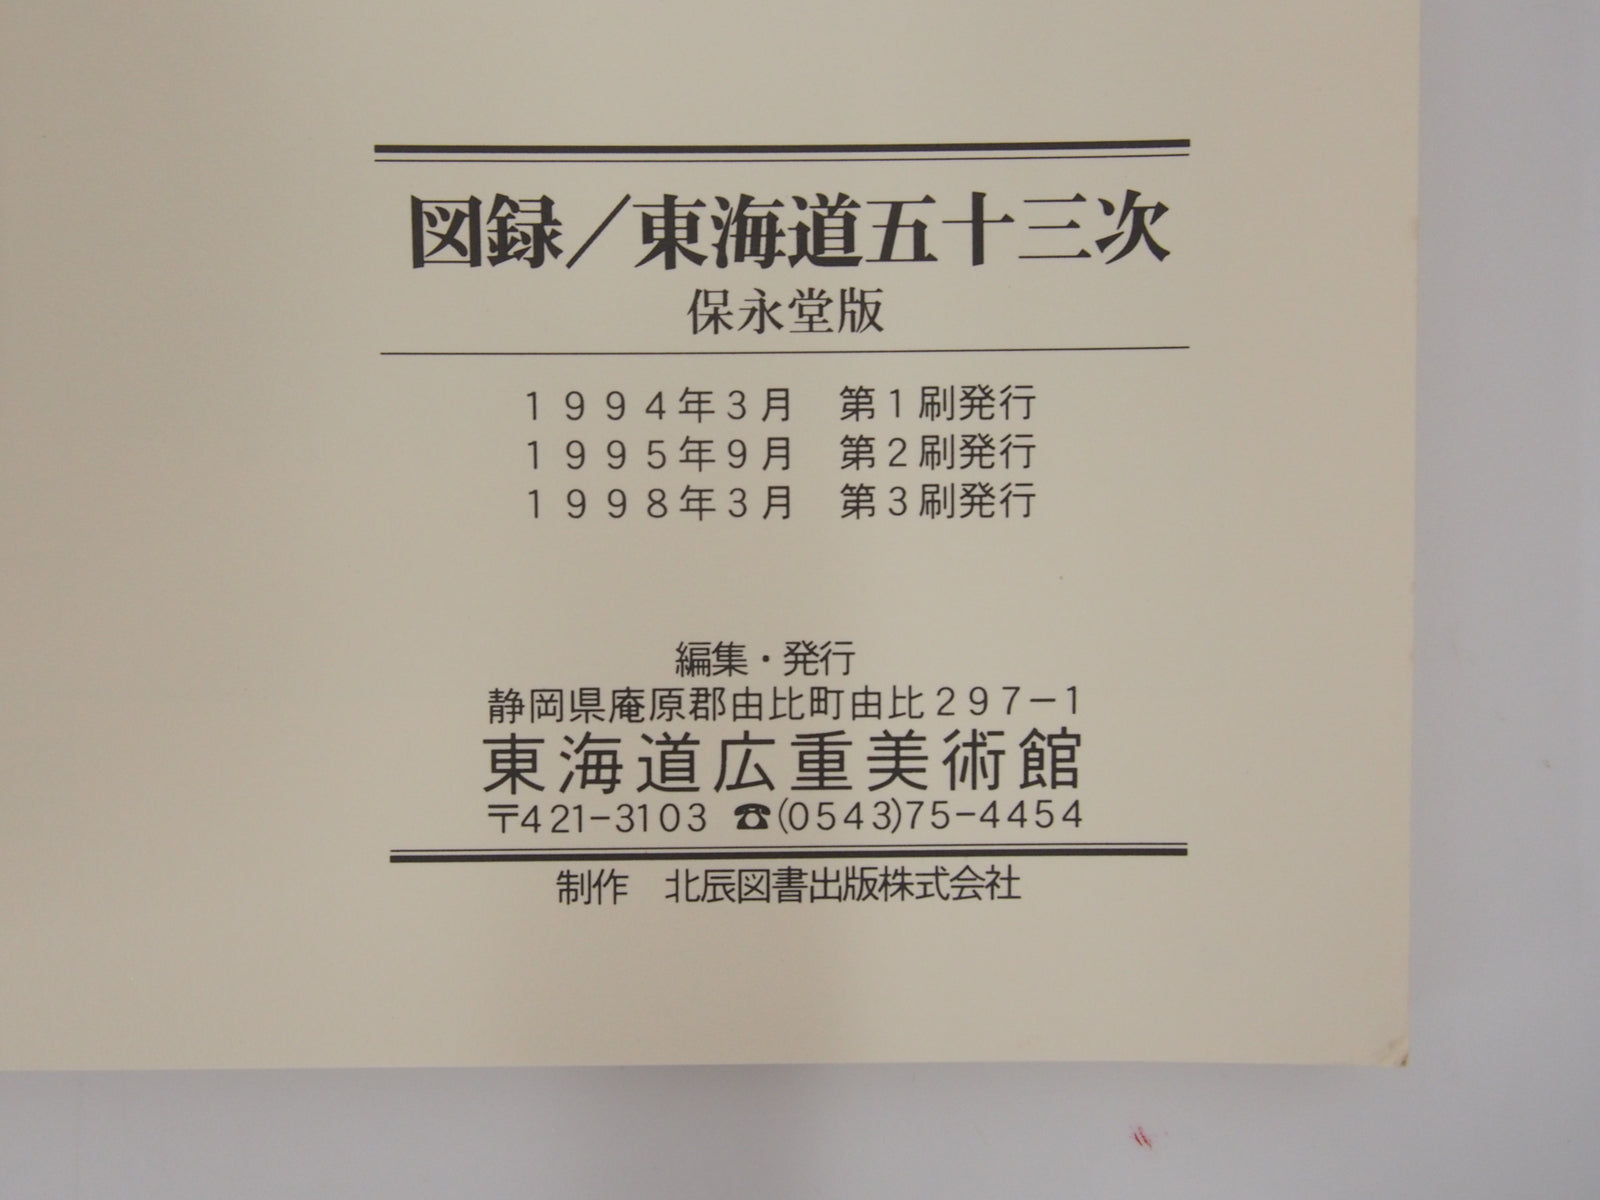 図録／東海道五十三次
保永堂版
1994年3月　第1刷発行
1995年9月　第2刷発行
1998年3月　第3刷発行
編集・発行
静岡県庵原郡由比町由比297−1
東海道広重美術館
〒421−3103 ☎(0543)75−4454
制作　北辰図書出版株式会社